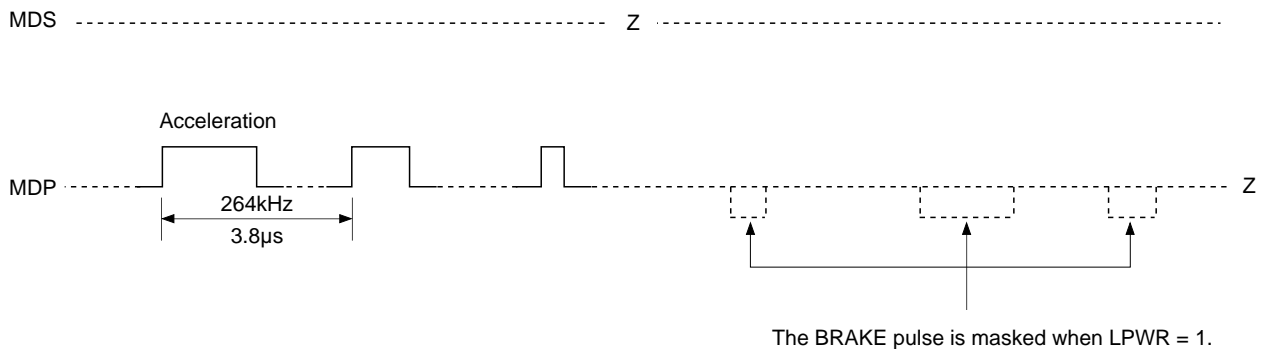 MDS
Z
Acceleration
MDP
Z
264kHz
3.8µs
The BRAKE pulse is masked when LPWR = 1.